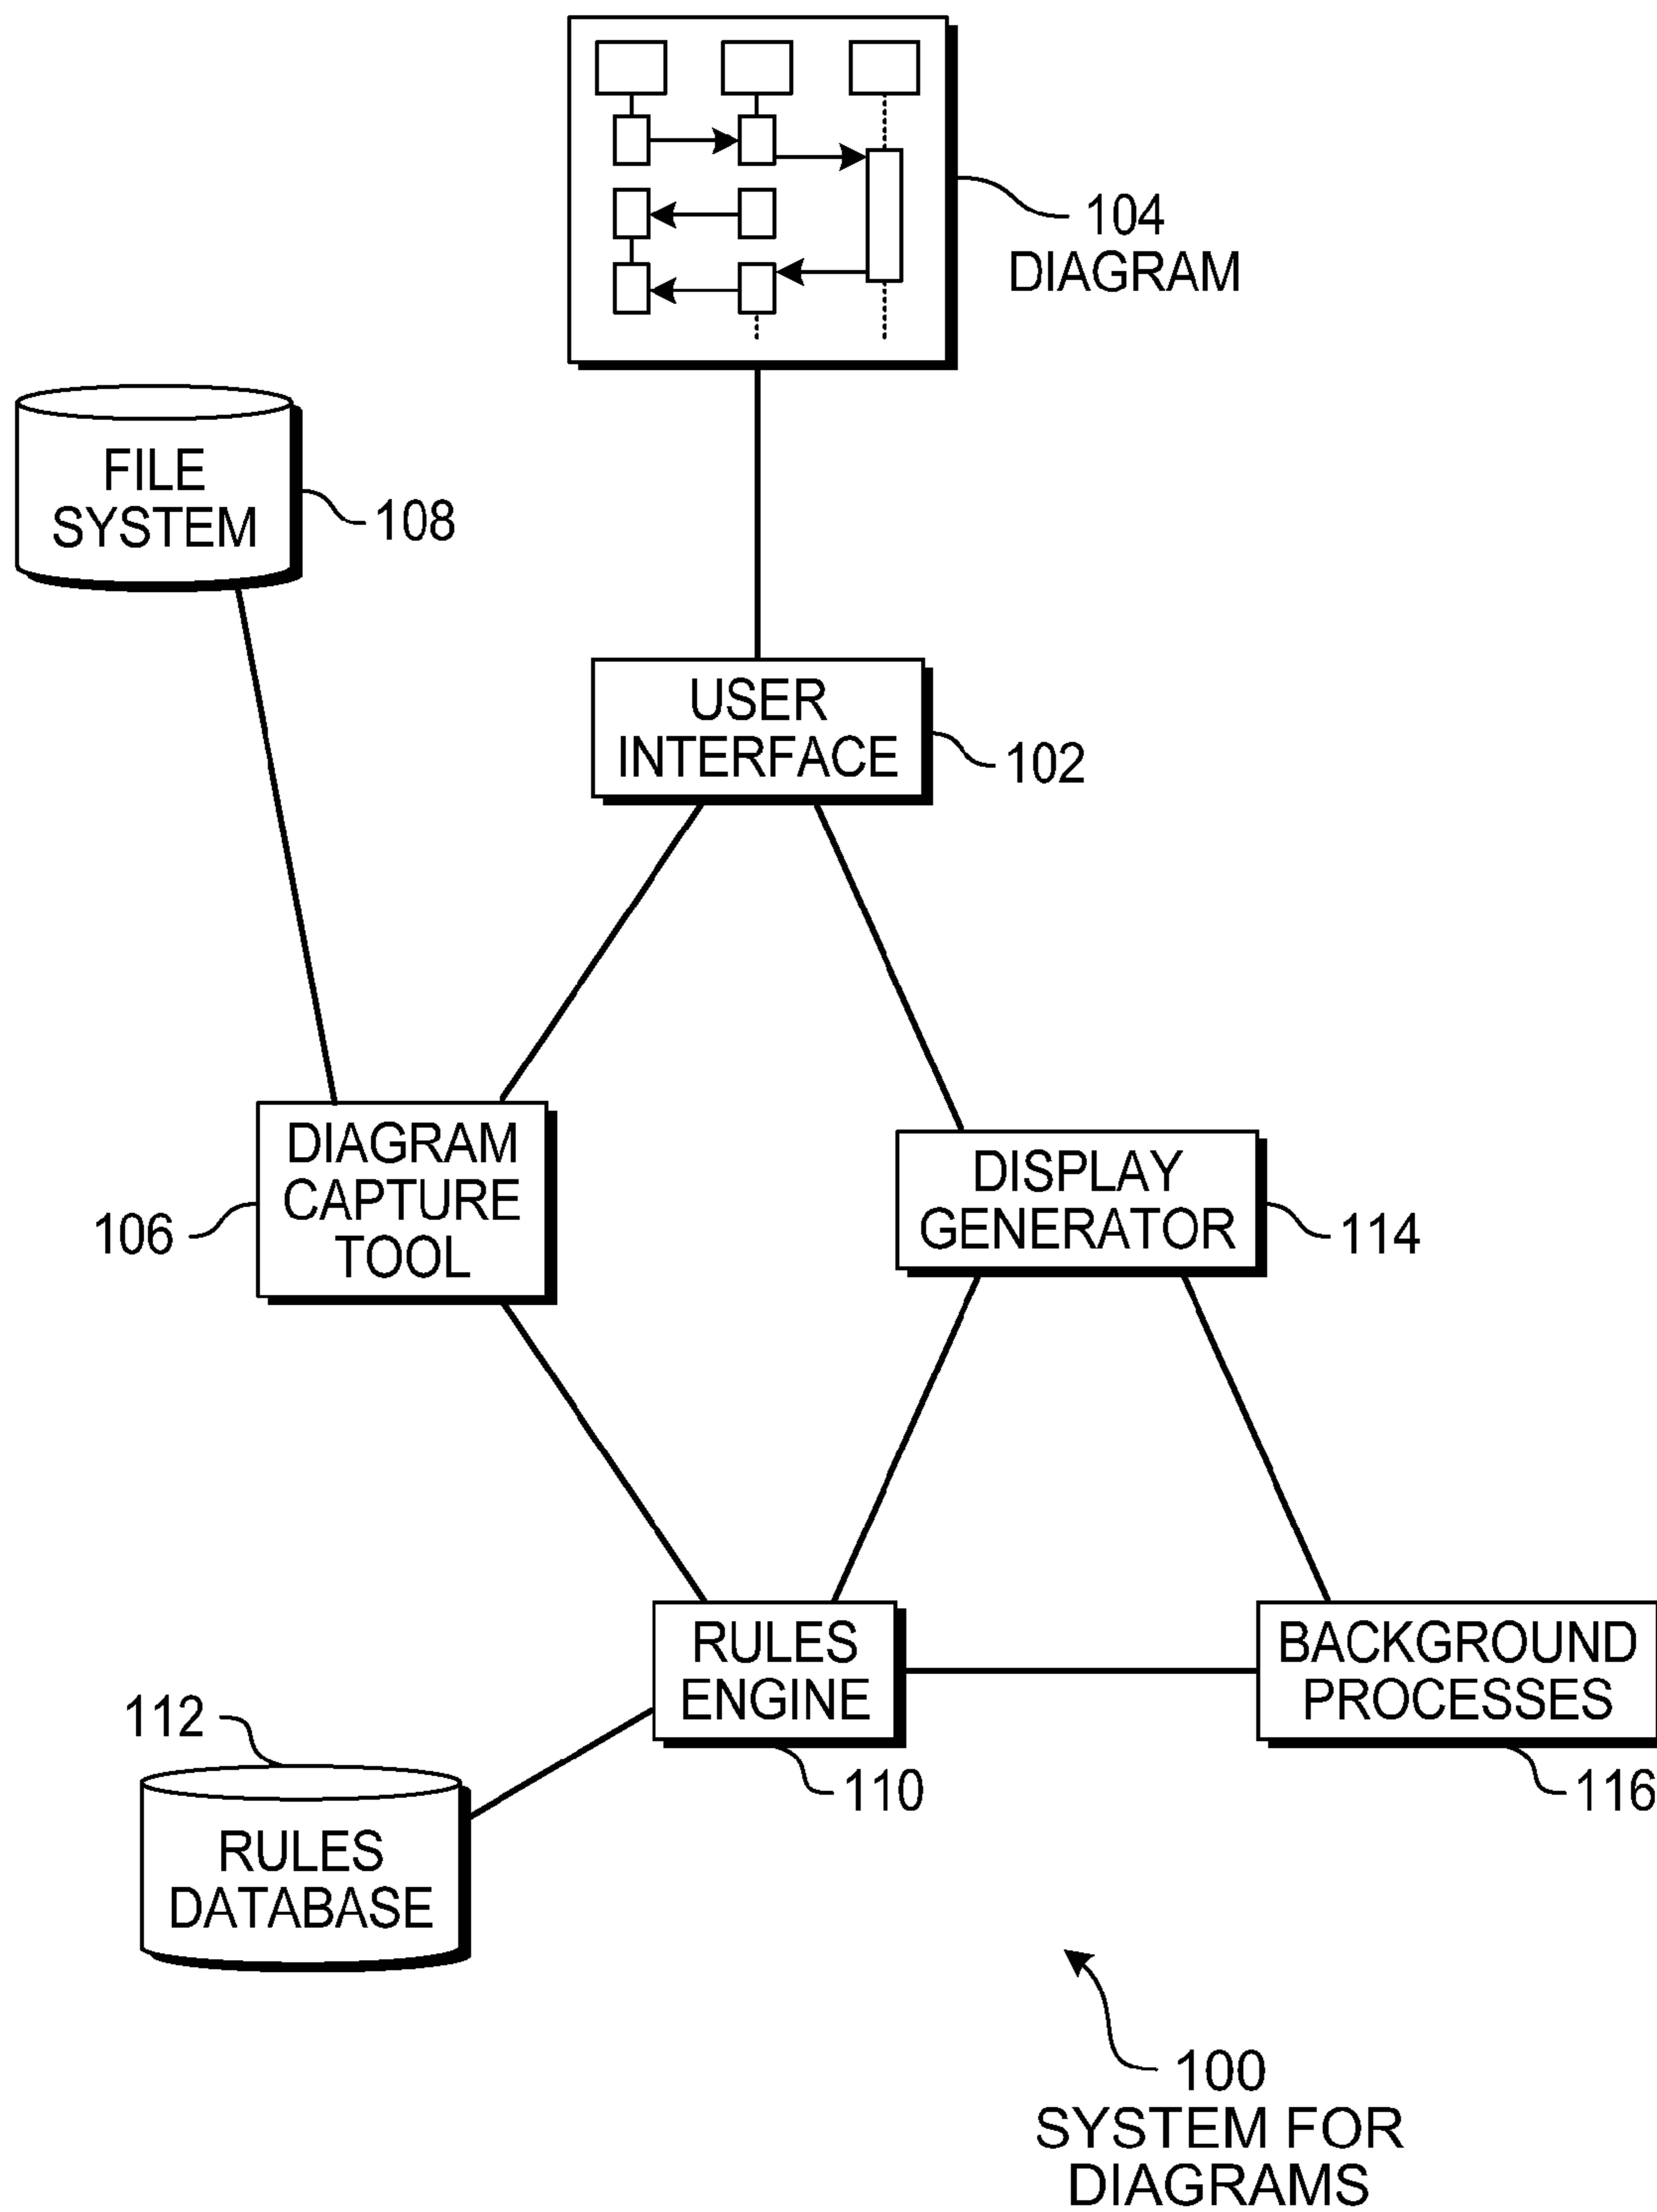 104
DIAGRAM
FILE
SYSTEM
108
USER
INTERFACE
102
DIAGRAM
CAPTURE
TOOL
106
DISPLAY
GENERATOR
114
RULES
ENGINE
110
BACKGROUND
PROCESSES
116
112
RULES
DATABASE
100
SYSTEM FOR
DIAGRAMS